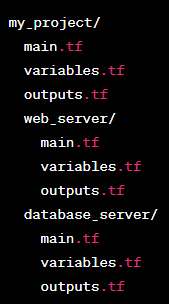 my_project/
  main.tf
  variables.tf
  outputs.tf
  web_server/
    main.tf
    variables.tf
    outputs.tf
  database_server/
    main.tf
    variables.tf
    outputs.tf